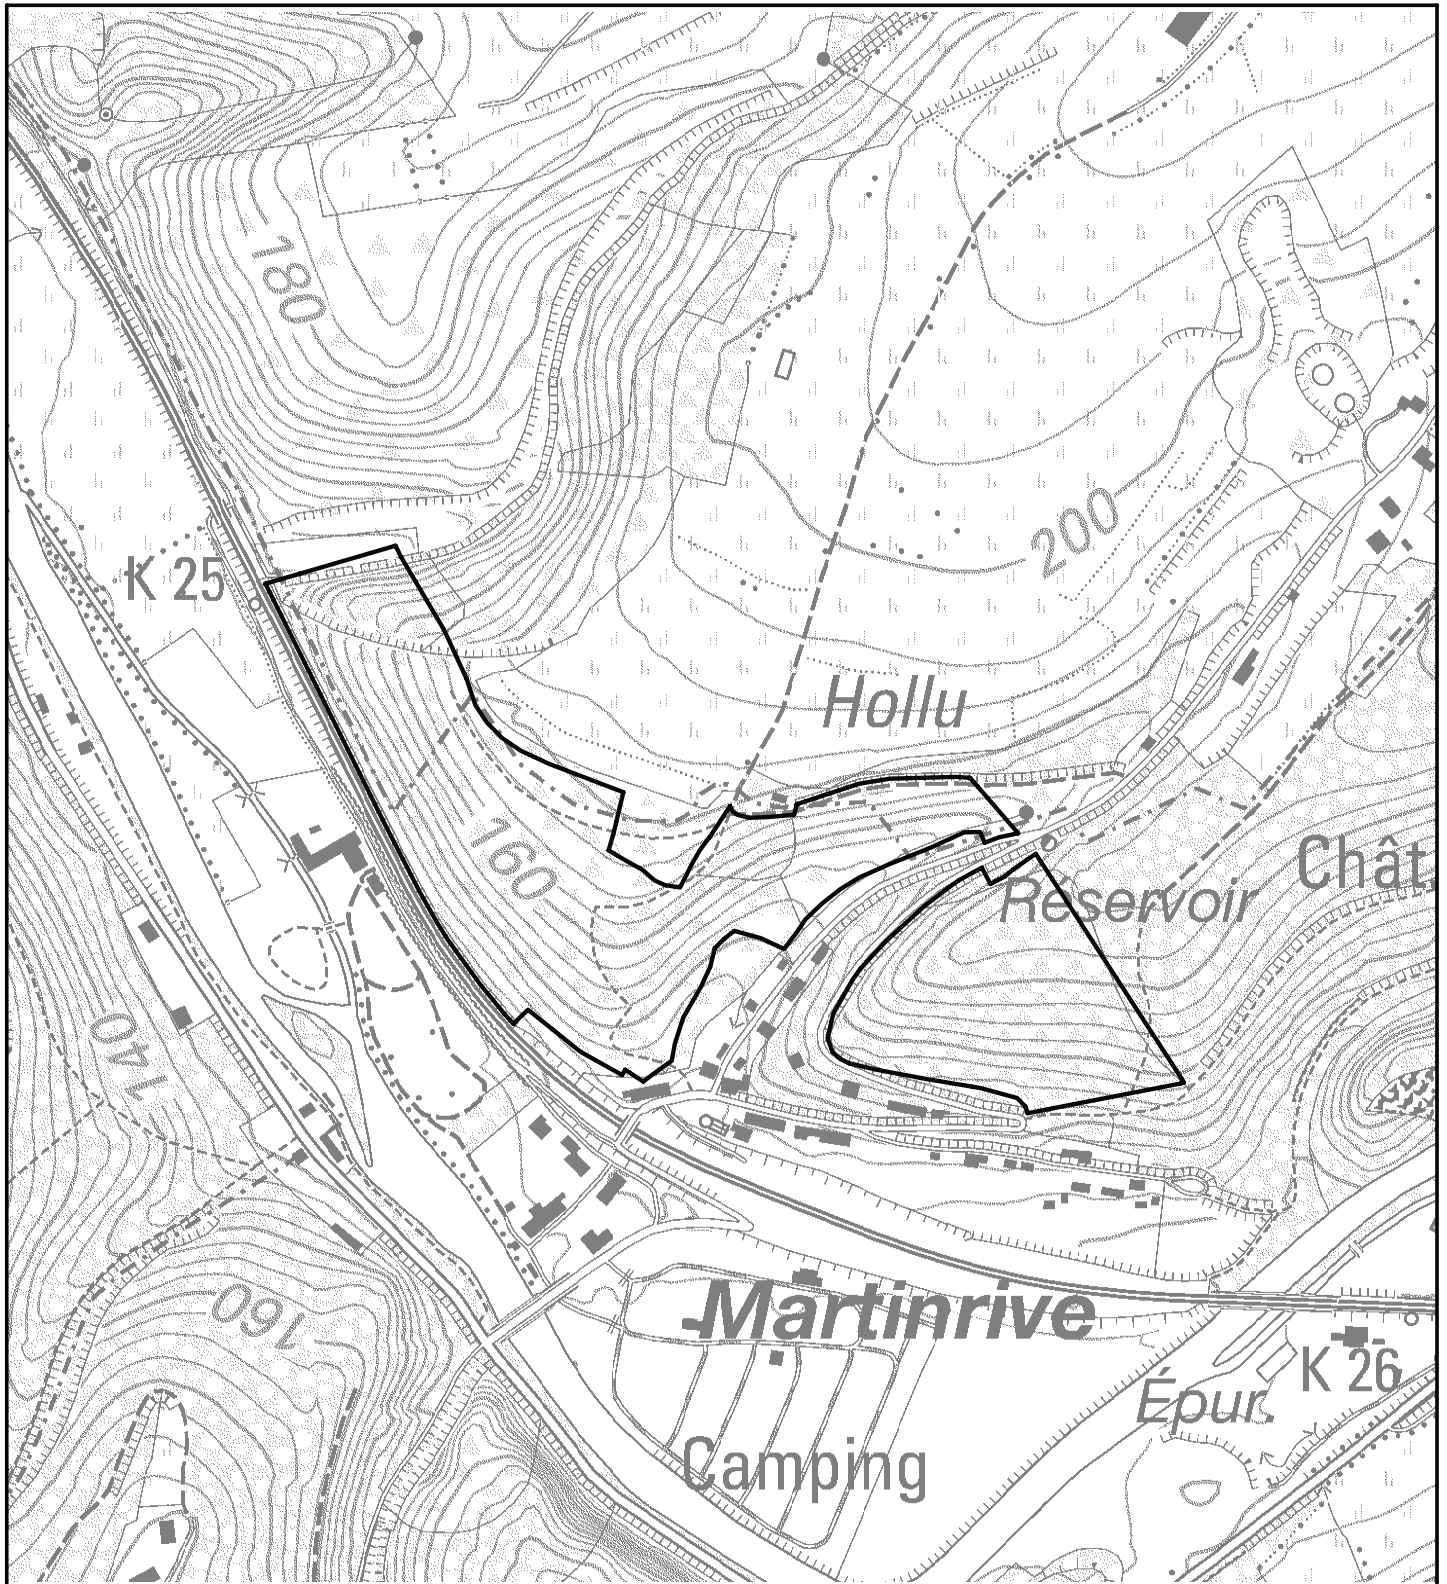 180
200
K 25
Hollu
160
Chât
Réservoir
140
160
Martinrive
K 26
Épur.
Camping